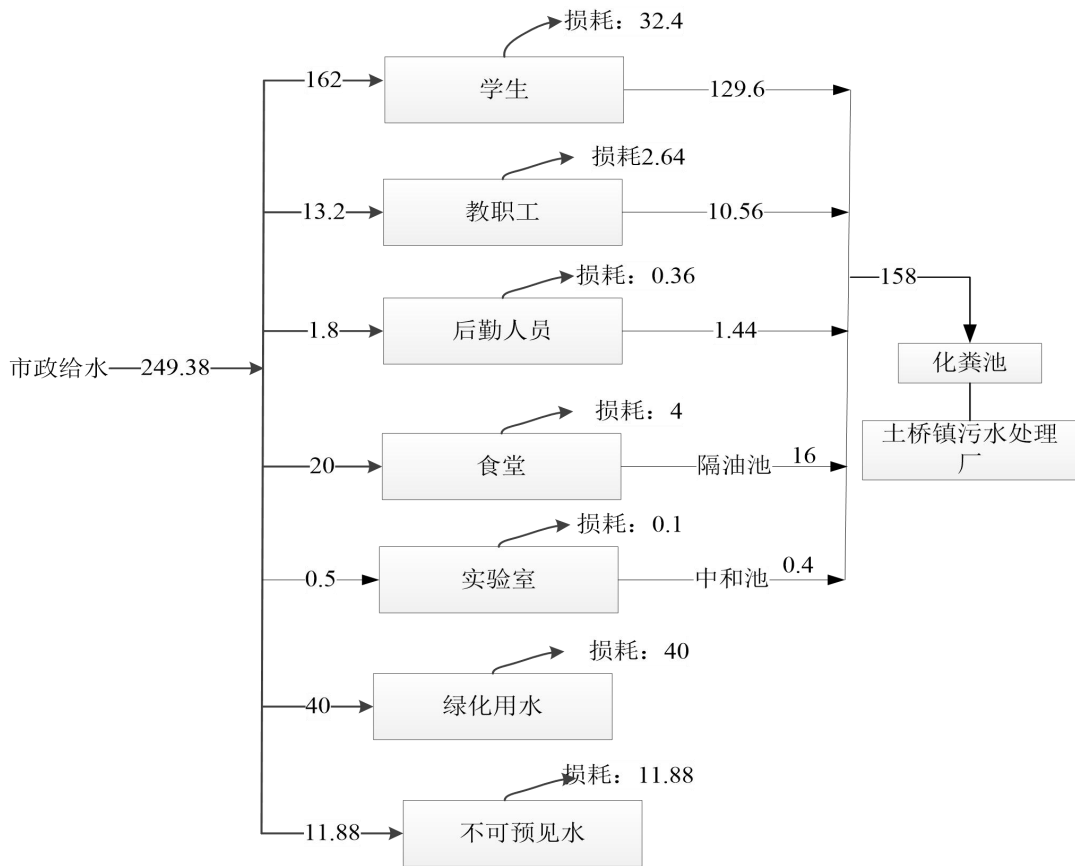 损耗：32.4
162
学生
129.6
损耗2.64
13.2
教职工
10.56
损耗：0.36
1.8
后勤人员
1.44
158
市政给水
249.38
化粪池
土桥镇污水处理
厂
损耗：4
20
食堂
隔油池
16
损耗：0.1
0.5
实验室
中和池
0.4
损耗：40
40
绿化用水
损耗：11.88
11.88
不可预见水